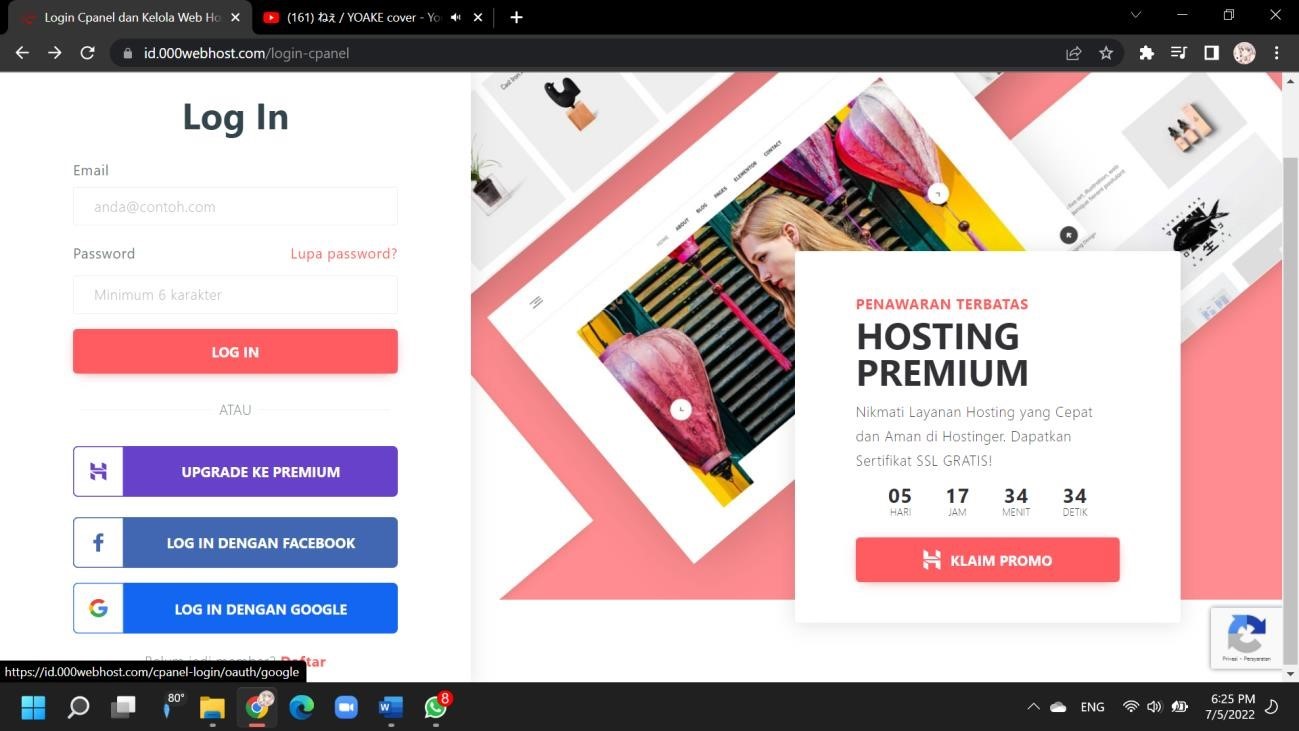 Login Cpanel dan Kelola Web Ho
(161) ねぇ / YOAKE cover - Yo
id.000webhost.com/login-cpanel
Log In
Email
anda@contoh.com
Password
Lupa password?
Minimum 6 karakter
LOG IN
ATAU
UPGRADE KE PREMIUM
LOG IN DENGAN FACEBOOK
LOG IN DENGAN GOOGLE
Belum jadi member? Daftar
https://id.000webhost.com/cpanel-login/oauth/google
HOME ABOUT BLOG PAGES ELEMENTOR CONTACT
PENAWARAN TERBATAS
HOSTING
PREMIUM
Nikmati Layanan Hosting yang Cepat
dan Aman di Hostinger. Dapatkan
Sertifikat SSL GRATIS!
05 17 34 34
HARI JAM MENIT DETIK
KLAIM PROMO
Privasi - Persyaratan
80°
8
ENG
6:25 PM
7/5/2022